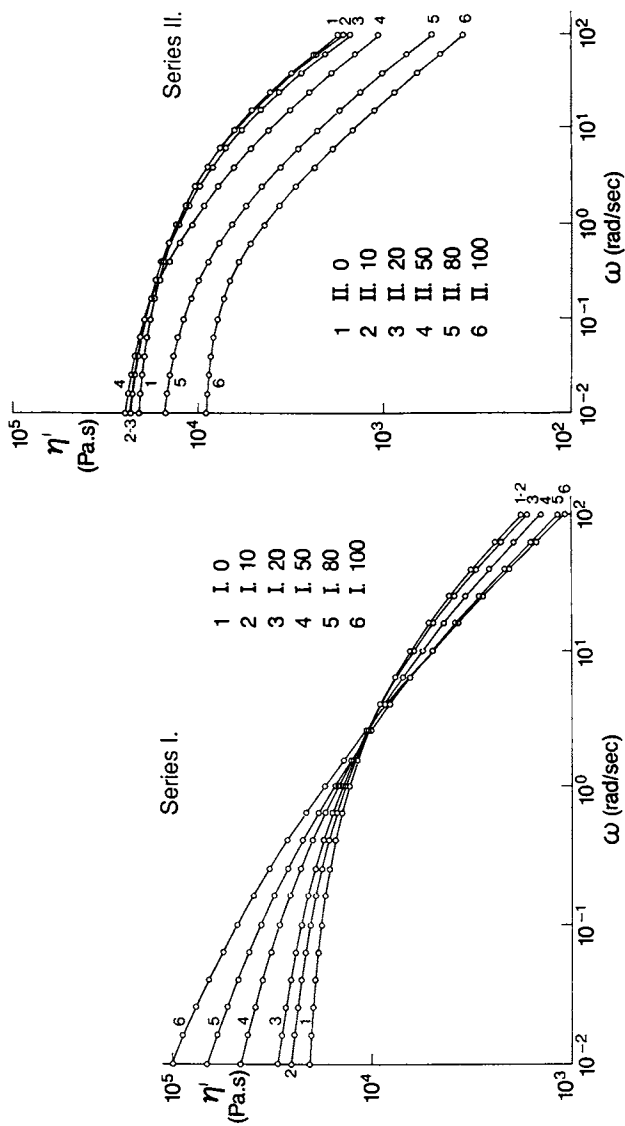 Series I.
10⁵
η'
(Pa.s)
10⁴
10³
6
5
4
3
2
1
1 I. 0
2 I. 10
3 I. 20
4 I. 50
5 I. 80
6 I. 100
1-2
3
4
5
6
10⁻² 10⁻¹ 10⁰ 10¹ 10²
ω (rad/sec)
Series II.
10⁵
η'
(Pa.s)
10⁴
10³
10²
4
2-3
1
5
6
1 II. 0
2 II. 10
3 II. 20
4 II. 50
5 II. 80
6 II. 100
1
2
3
4
5
6
10⁻² 10⁻¹ 10⁰ 10¹ 10²
ω (rad/sec)